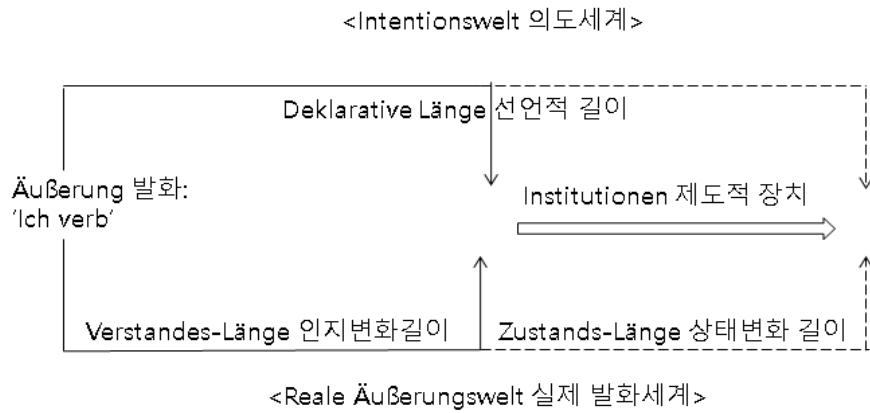 <Intentionswelt 의도세계>
Deklarative Länge 선언적 길이
Äußerung 발화:
'Ich verb'
Institutionen 제도적 장치
Verstandes-Länge 인지변화길이
Zustands-Länge 상태변화 길이
<Reale Äußerungswelt 실제 발화세계>